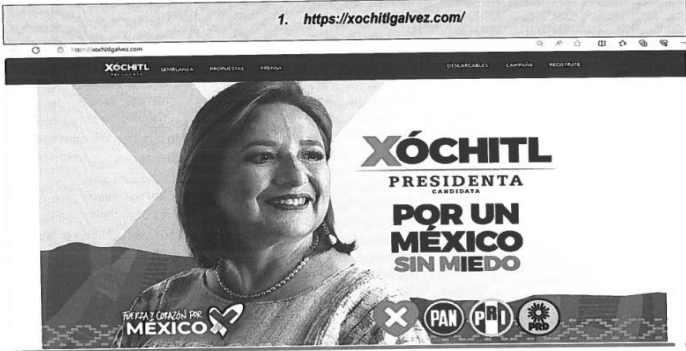 1. https://xochitlgalvez.com/
https://xochitlgalvez.com
XÓCHITL SEMBLANZA PROPUESTAS PRENSA DESCARGABLES CAMPAÑA REGÍSTRATE
PRESIDENTA
XÓCHITL
PRESIDENTA
CANDIDATA
POR UN
MÉXICO
SIN MIEDO
FUERZA Y CORAZÓN POR
MÉXICO
X PAN PRI PRD